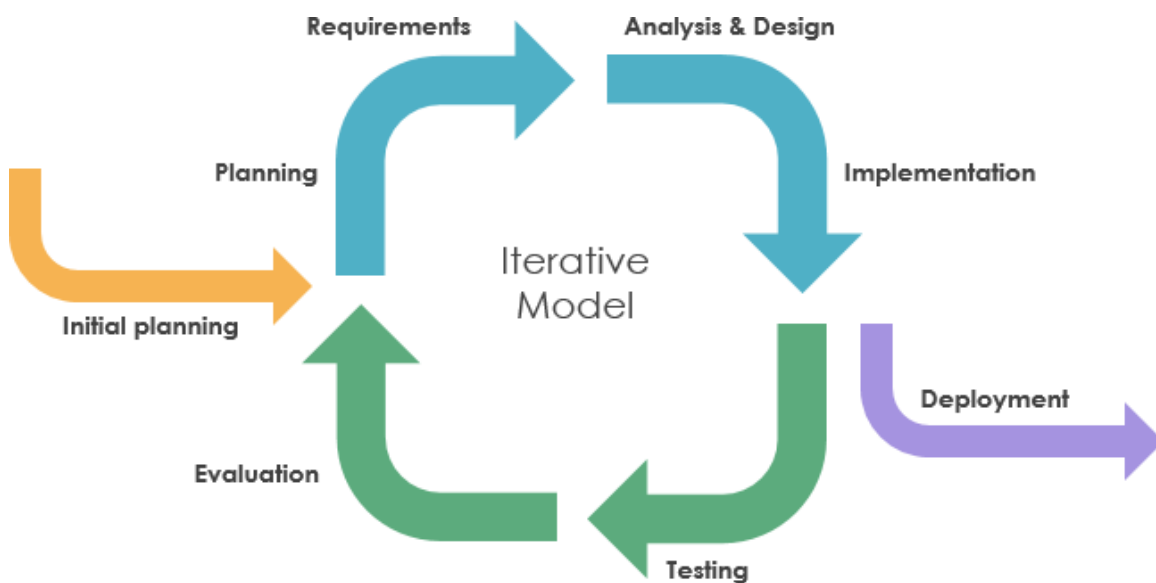 Requirements
Analysis & Design
Planning
Implementation
Iterative
Model
Initial planning
Deployment
Evaluation
Testing